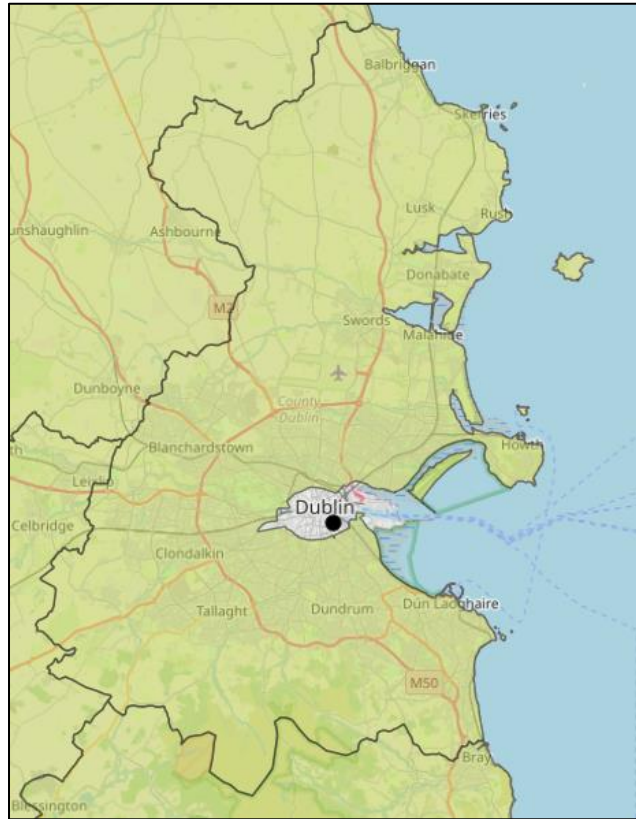 Balbriggan
Skerries
Lusk
Rush
unshaughlin
Ashbourne
Donabate
M2
Swords
Malahide
Dunboyne
County
Dublin
Blanchardstown
Howth
th
Leixlip
Dublin
Celbridge
Clondalkin
Tallaght
Dundrum
Dún Laoghaire
M50
Bray
Blessington